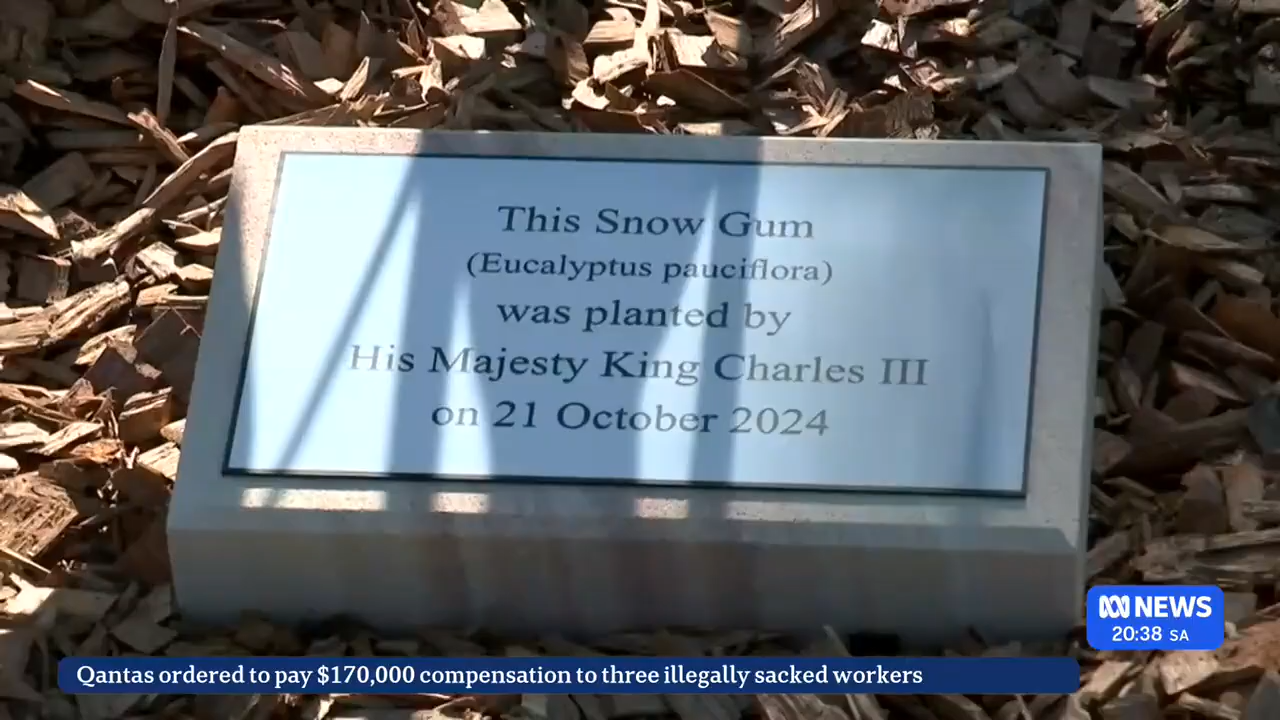 This Snow Gum
(Eucalyptus pauciflora)
was planted by
His Majesty King Charles III
on 21 October 2024
NEWS
20:38 SA
Qantas ordered to pay $170,000 compensation to three illegally sacked workers